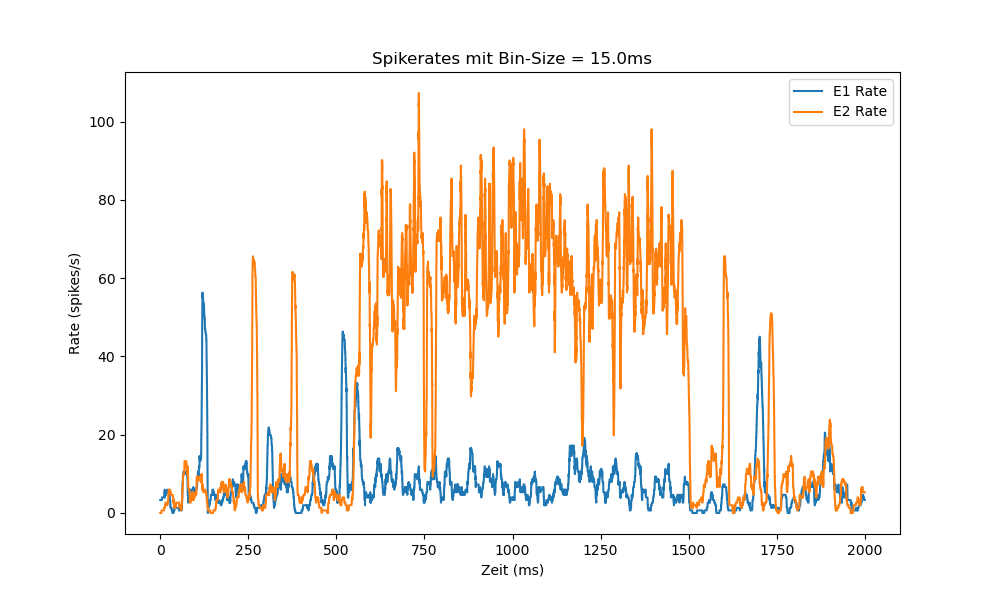 Spikerates mit Bin-Size = 15.0ms
E1 Rate
E2 Rate
100
80
60
40
20
0
Rate (spikes/s)
0 250 500 750 1000 1250 1500 1750 2000
Zeit (ms)